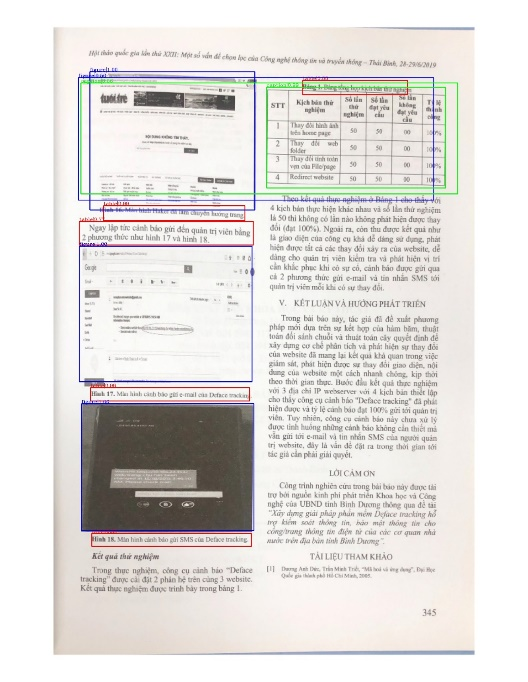 Hội thảo quốc gia lần thứ XXII: Một số vấn đề chọn lọc của Công nghệ thông tin và truyền thông – Thái Bình, 28-29/6/2019
Hình 16. Màn hình Haker đã làm chuyển hướng trang
Ngay lập tức cảnh báo gửi đến quản trị viên bằng
2 phương thức như hình 17 và hình 18.
Google
Hình 17. Màn hình cảnh báo gửi e-mail của Deface tracking
Hình 18. Màn hình cảnh báo gửi SMS của Deface tracking
Kết quả thử nghiệm
Trong thực nghiệm, công cụ cảnh báo "Deface
tracking" được cài đặt 2 phân hệ trên cùng 3 website.
Kết quả thực nghiệm được trình bày trong bảng 1.
Bảng 1. Bảng tổng hợp kịch bản thử nghiệm
STT Kịch bản thử nghiệm Số lần thử nghiệm Số lần đạt yêu cầu Số lần không đạt yêu cầu Tỷ lệ thành công
1 Thay đổi hình ảnh trên home page 50 50 00 100%
2 Thay đổi web folder 50 50 00 100%
3 Thay đổi tính toàn vẹn của File/page 50 50 00 100%
4 Redirect website 50 50 00 100%
Theo kết quả thực nghiệm ở Bảng 1 cho thấy với
4 kịch bản thực hiện khác nhau và số lần thử nghiệm
là 50 thì không có lần nào không phát hiện được thay
đổi (đạt 100%). Ngoài ra, còn thu được kết quả như
là giao diện của công cụ khá dễ sử dụng, phát
hiện được tất cả các thay đổi xảy ra của website, dễ
dàng cho quản trị viên kiểm tra và phát hiện vị trí
cần khắc phục khi có sự cố, cảnh báo được gửi qua
cả 2 phương thức gửi e-mail và tin nhắn SMS tới
quản trị viên mỗi khi có sự thay đổi.
V. KẾT LUẬN VÀ HƯỚNG PHÁT TRIỂN
Trong bài báo này, tác giả đã đề xuất phương
pháp mới dựa trên sự kết hợp của hàm băm, thuật
toán đối sánh chuỗi và thuật toán cây quyết định để
xây dựng cơ chế phân tích và phát hiện sự thay đổi
của website đã mang lại kết quả khả quan trong việc
giám sát, phát hiện được sự thay đổi giao diện, nội
dung của website một cách nhanh chóng, kịp thời
theo thời gian thực. Bước đầu kết quả thực nghiệm
với 3 địa chỉ IP webserver với 4 kịch bản thiết lập
cho thấy công cụ cảnh báo "Deface tracking" đã phát
hiện được và tỷ lệ cảnh báo đạt 100% gửi tới quản trị
viên. Tuy nhiên, công cụ cảnh báo này chưa xử lý
được tình huống những cảnh báo không cần thiết mà
vẫn gửi tới e-mail và tin nhắn SMS của người quản
trị website, đây là vấn đề đặt ra trong thời gian tới
tác giả cần phải giải quyết.
LỜI CẢM ƠN
Công trình nghiên cứu trong bài báo này được tài
trợ bởi nguồn kinh phí phát triển Khoa học và Công
nghệ của UBND tỉnh Bình Dương thông qua đề tài
"Xây dựng giải pháp phần mềm Deface tracking hỗ
trợ kiểm soát thông tin, bảo mật thông tin cho
cổng/trang thông tin điện tử của các cơ quan nhà
nước trên địa bàn tỉnh Bình Dương".
TÀI LIỆU THAM KHẢO
[1] Dương Anh Đức, Trần Minh Triết, "Mã hoá và ứng dụng", Đại Học
Quốc gia thành phố Hồ Chí Minh, 2005.
345